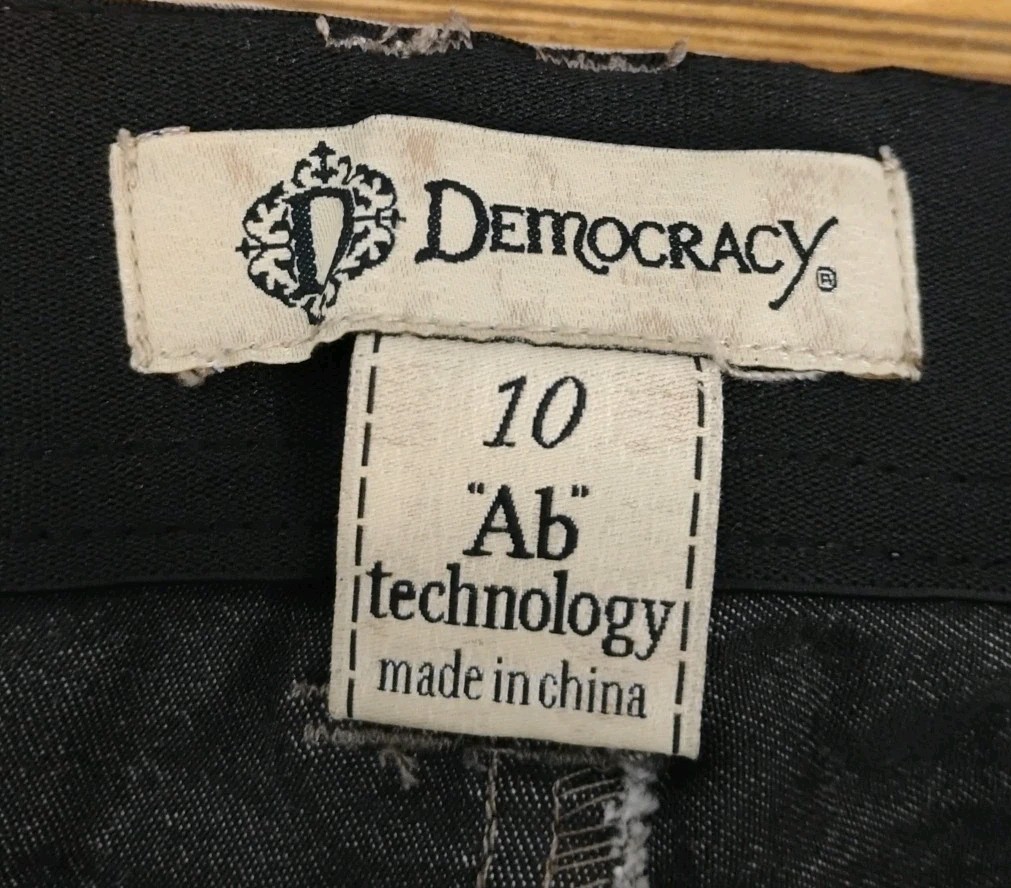 D DEMOCRACY®
10
"Ab"
technology
made in china